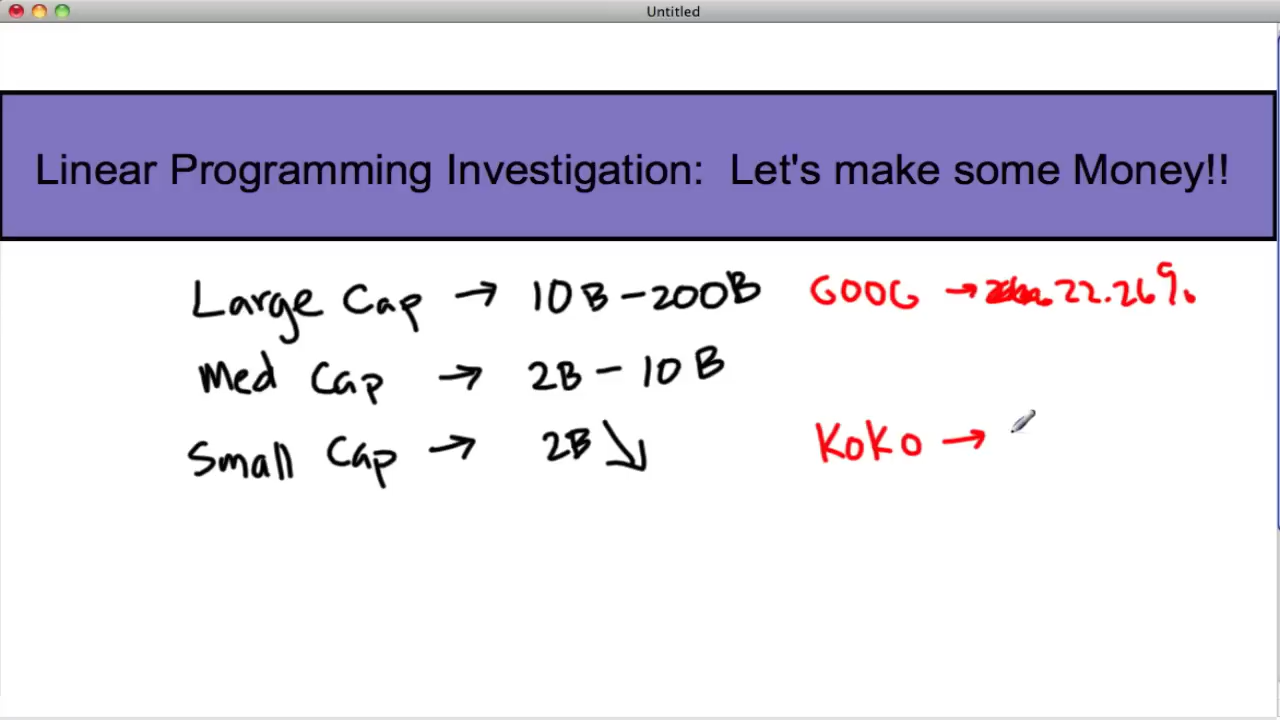 Untitled
Linear Programming Investigation: Let's make some Money!!
Large Cap → 10B - 200B GOOG → 22.26%
Med Cap → 2B - 10B
Small Cap → 2B ↘ KOKO →